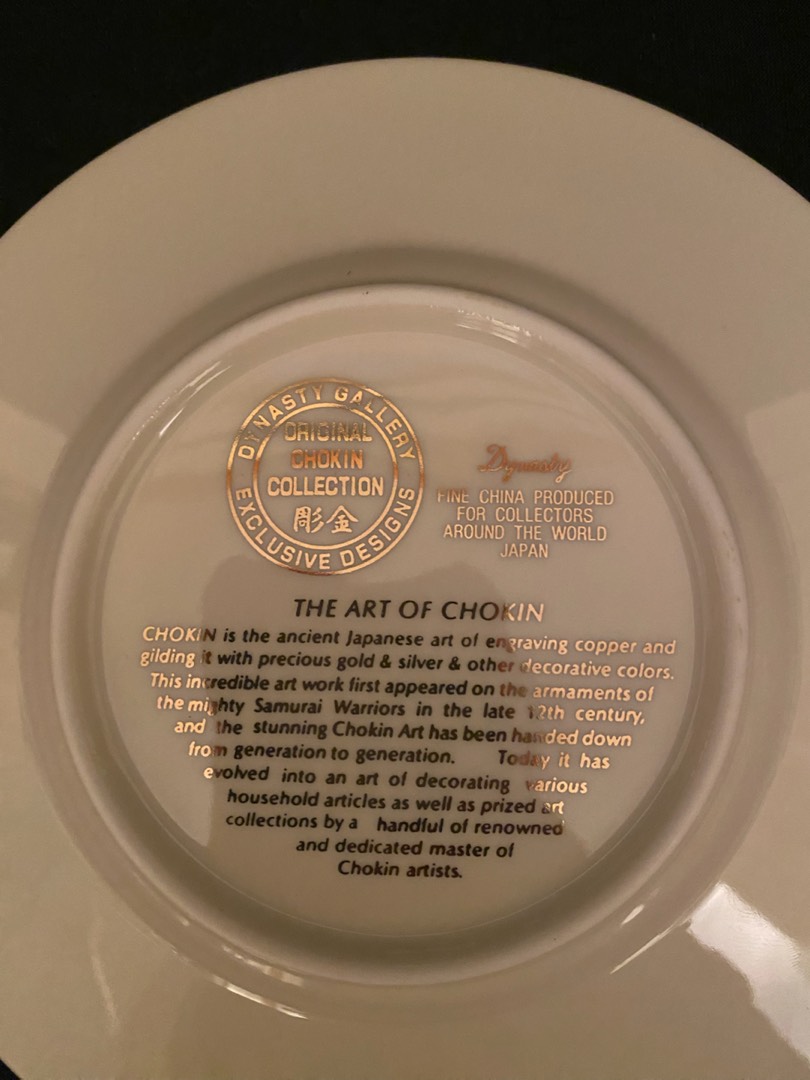 DYNASTY GALLERY
ORIGINAL
CHOKIN
COLLECTION
彫金
EXCLUSIVE DESIGNS
Dynasty
FINE CHINA PRODUCED
FOR COLLECTORS
AROUND THE WORLD
JAPAN
THE ART OF CHOKIN
CHOKIN is the ancient Japanese art of engraving copper and
gilding it with precious gold & silver & other decorative colors.
This incredible art work first appeared on the armaments of
the mighty Samurai Warriors in the late 12th century,
and the stunning Chokin Art has been handed down
from generation to generation. Today it has
evolved into an art of decorating various
household articles as well as prized art
collections by a handful of renowned
and dedicated master of
Chokin artists.